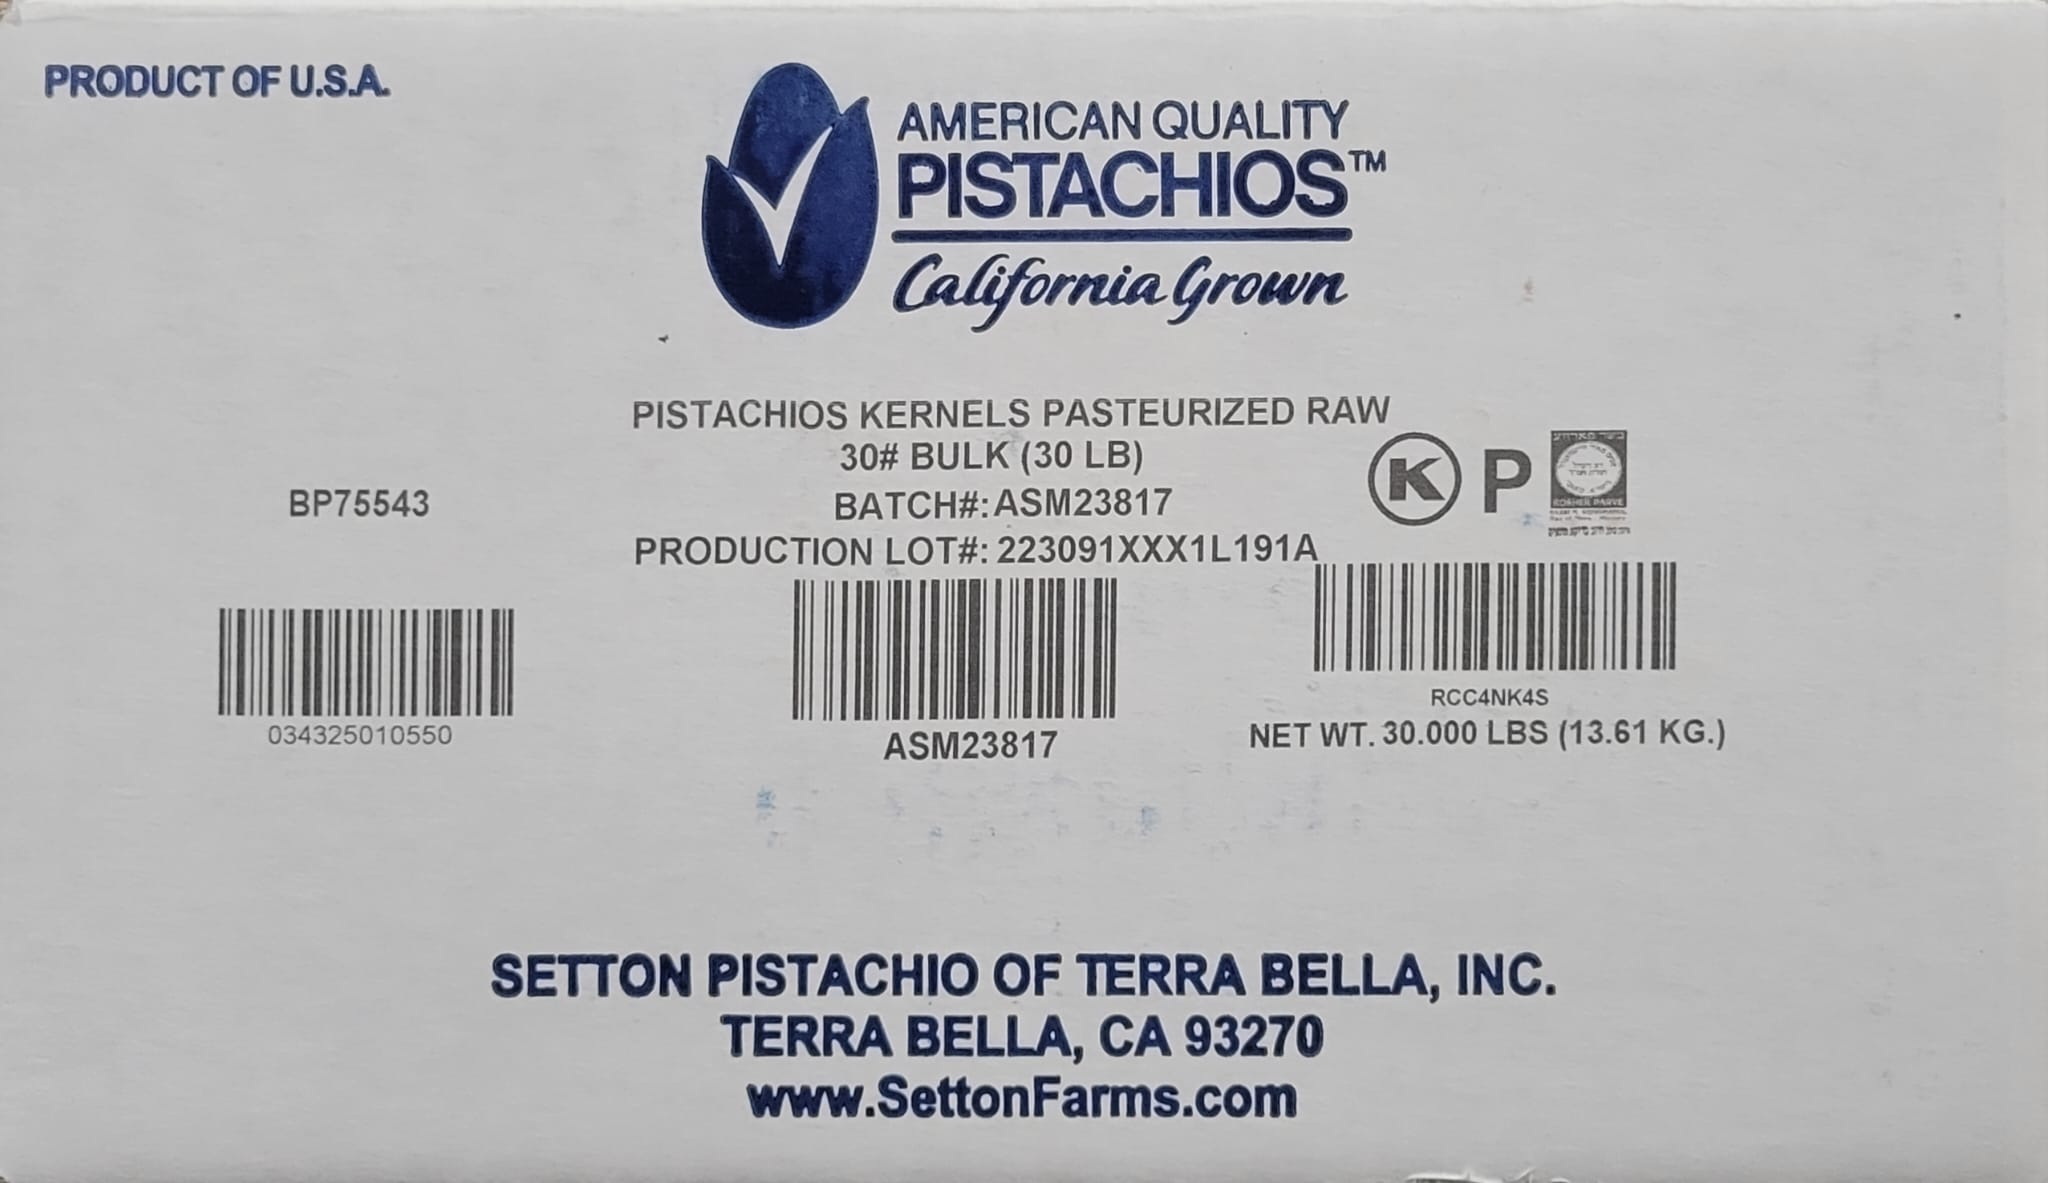 PRODUCT OF U.S.A.
AMERICAN QUALITY
PISTACHIOS™
California Grown
PISTACHIOS KERNELS PASTEURIZED RAW
30# BULK (30 LB)
BATCH#: ASM23817
PRODUCTION LOT#: 223091XXX1L191A
BP75543
K P
KOSHER PARVE
034325010550
ASM23817
RCC4NK4S
NET WT. 30.000 LBS (13.61 KG.)
SETTON PISTACHIO OF TERRA BELLA, INC.
TERRA BELLA, CA 93270
www.SettonFarms.com